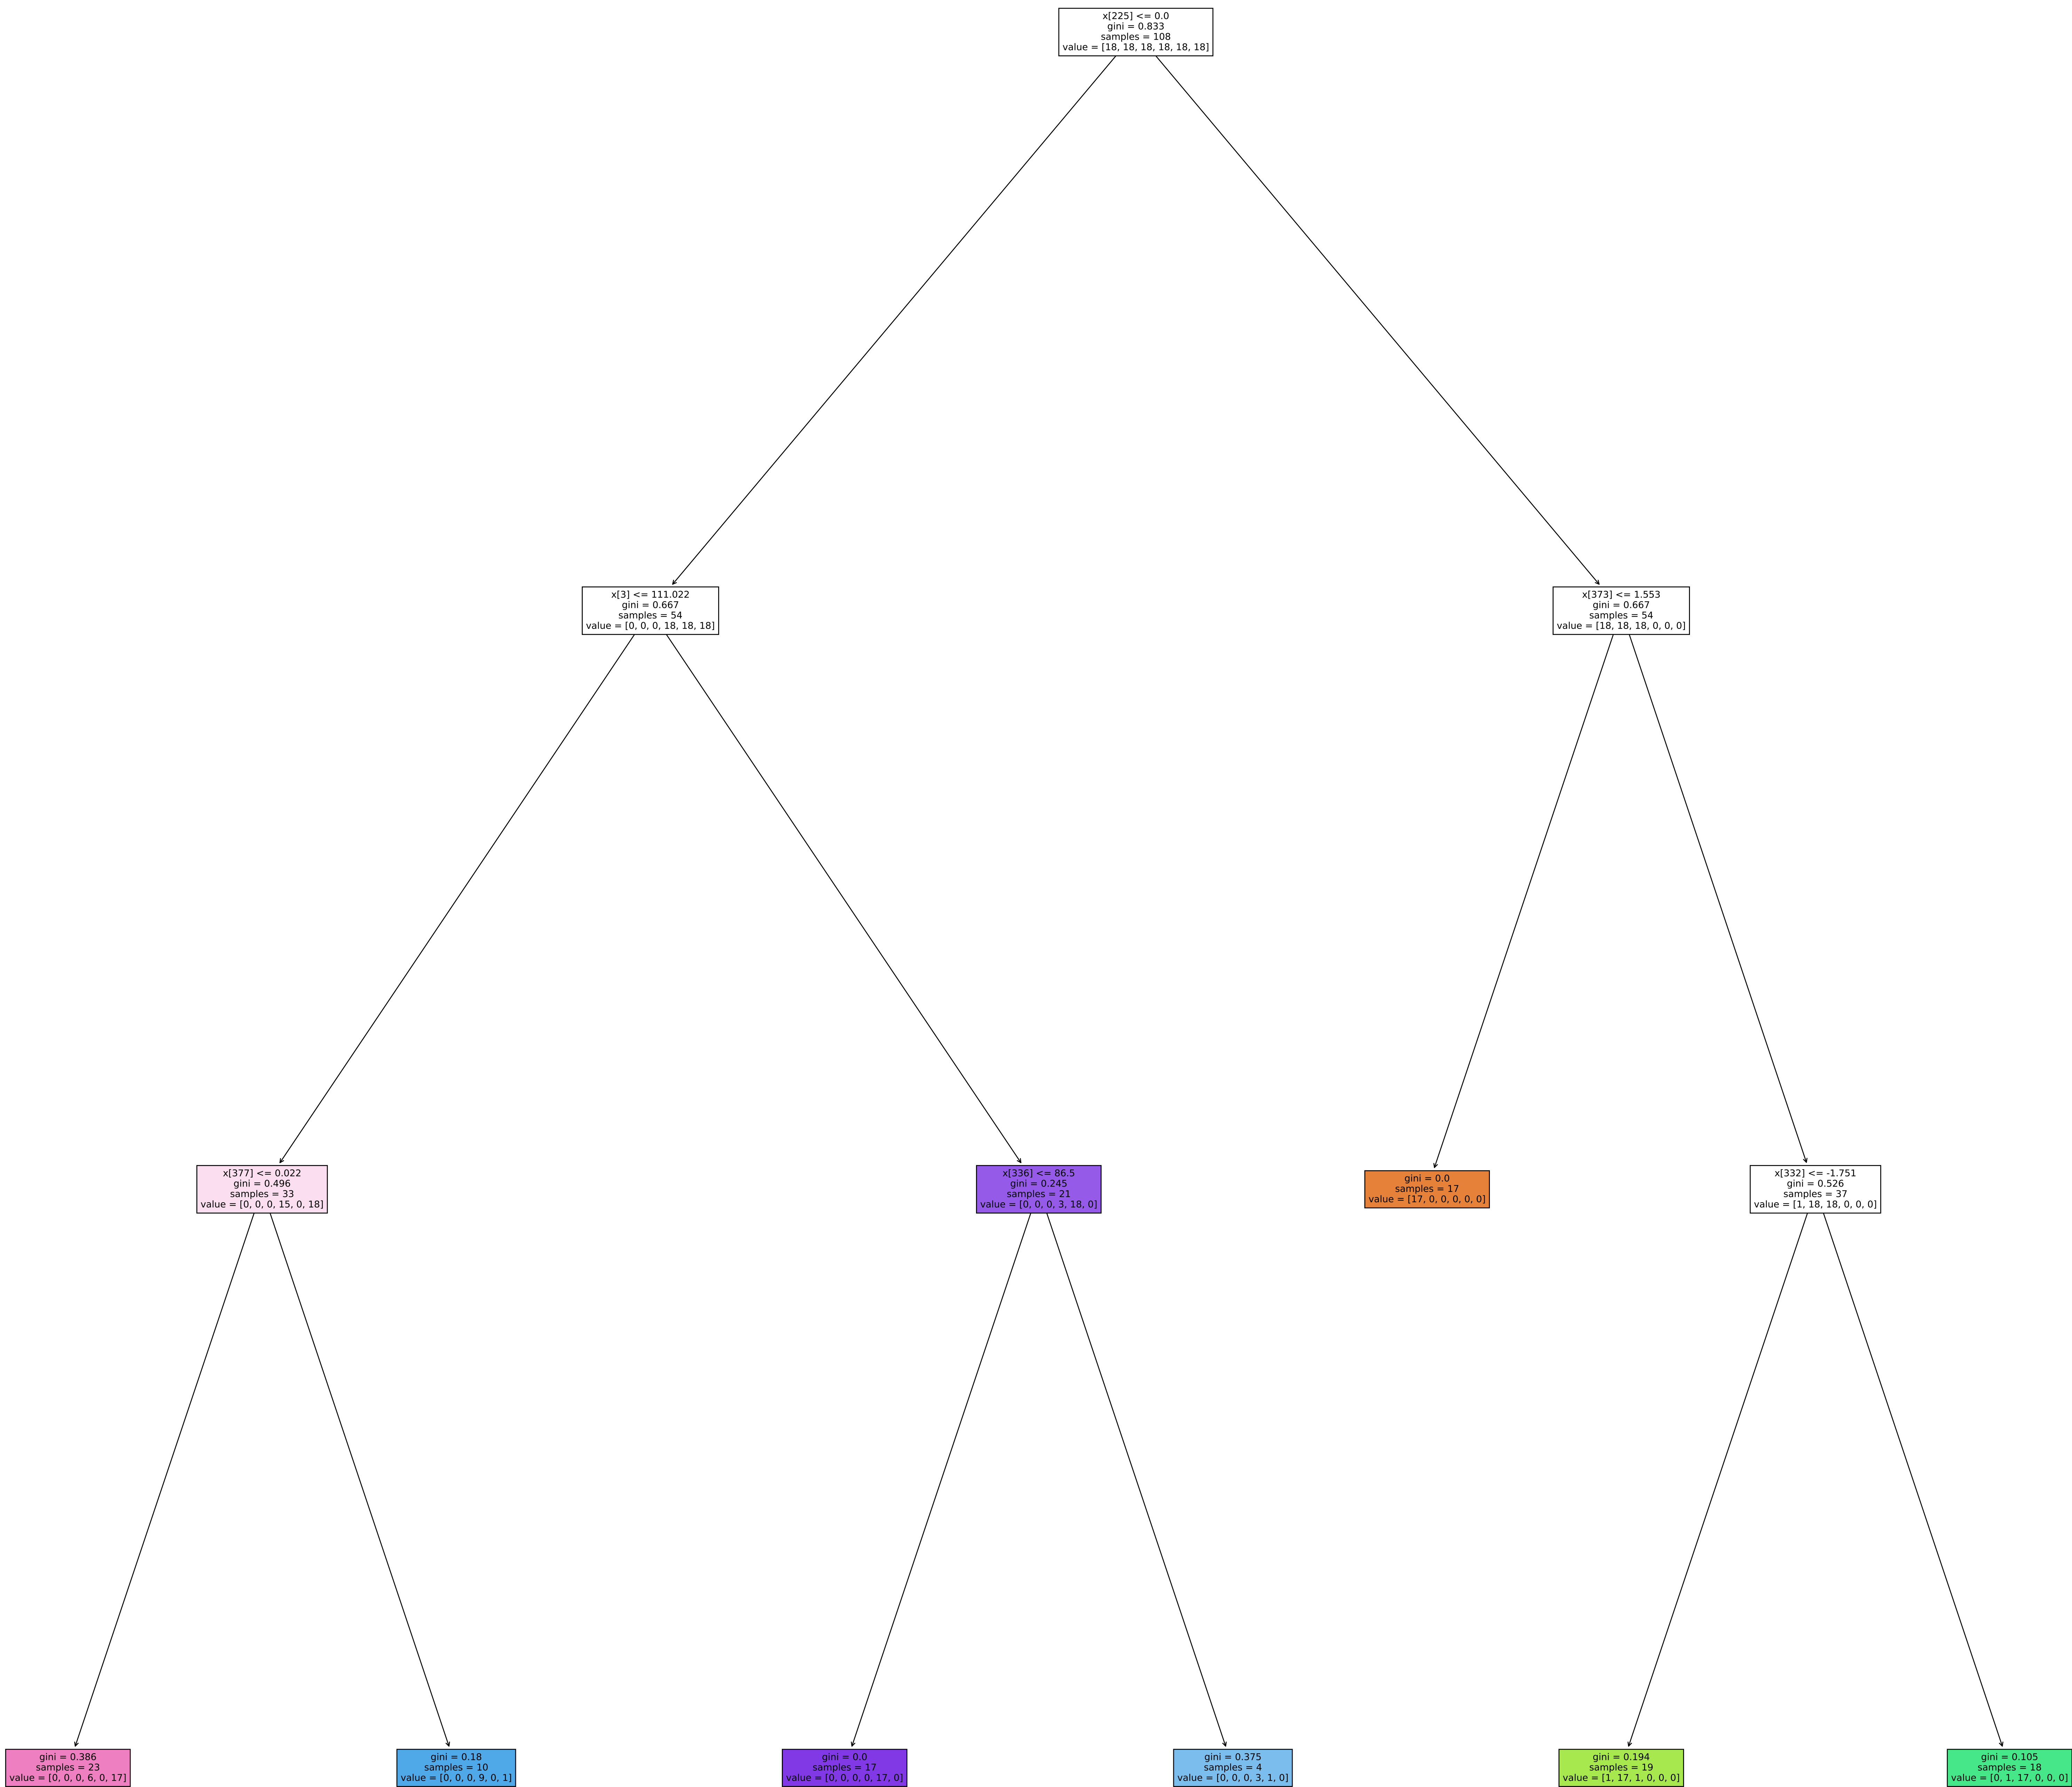 x[225] <= 0.0
gini = 0.833
samples = 108
value = [18, 18, 18, 18, 18, 18]
x[3] <= 111.022
gini = 0.667
samples = 54
value = [0, 0, 0, 18, 18, 18]
x[373] <= 1.553
gini = 0.667
samples = 54
value = [18, 18, 18, 0, 0, 0]
x[377] <= 0.022
gini = 0.496
samples = 33
value = [0, 0, 0, 15, 0, 18]
x[336] <= 86.5
gini = 0.245
samples = 21
value = [0, 0, 0, 3, 18, 0]
gini = 0.0
samples = 17
value = [17, 0, 0, 0, 0, 0]
x[332] <= -1.751
gini = 0.526
samples = 37
value = [1, 18, 18, 0, 0, 0]
gini = 0.386
samples = 23
value = [0, 0, 0, 6, 0, 17]
gini = 0.18
samples = 10
value = [0, 0, 0, 9, 0, 1]
gini = 0.0
samples = 17
value = [0, 0, 0, 0, 17, 0]
gini = 0.375
samples = 4
value = [0, 0, 0, 3, 1, 0]
gini = 0.194
samples = 19
value = [1, 17, 1, 0, 0, 0]
gini = 0.105
samples = 18
value = [0, 1, 17, 0, 0, 0]